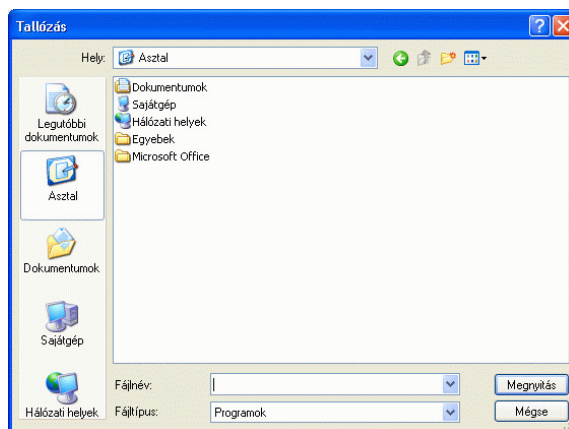 Tallózás
Hely:
Asztal
Legutóbbi
dokumentumok
Asztal
Dokumentumok
Sajátgép
Hálózati helyek
Dokumentumok
Sajátgép
Hálózati helyek
Egyebek
Microsoft Office
Fájlnév:
Megnyitás
Fájltípus:
Programok
Mégse